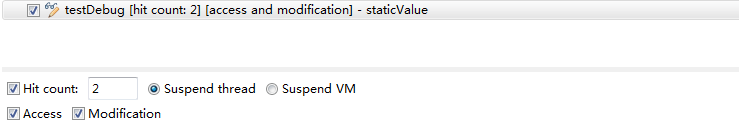 testDebug [hit count: 2] [access and modification] - staticValue
Hit count: 2 Suspend thread Suspend VM
Access Modification